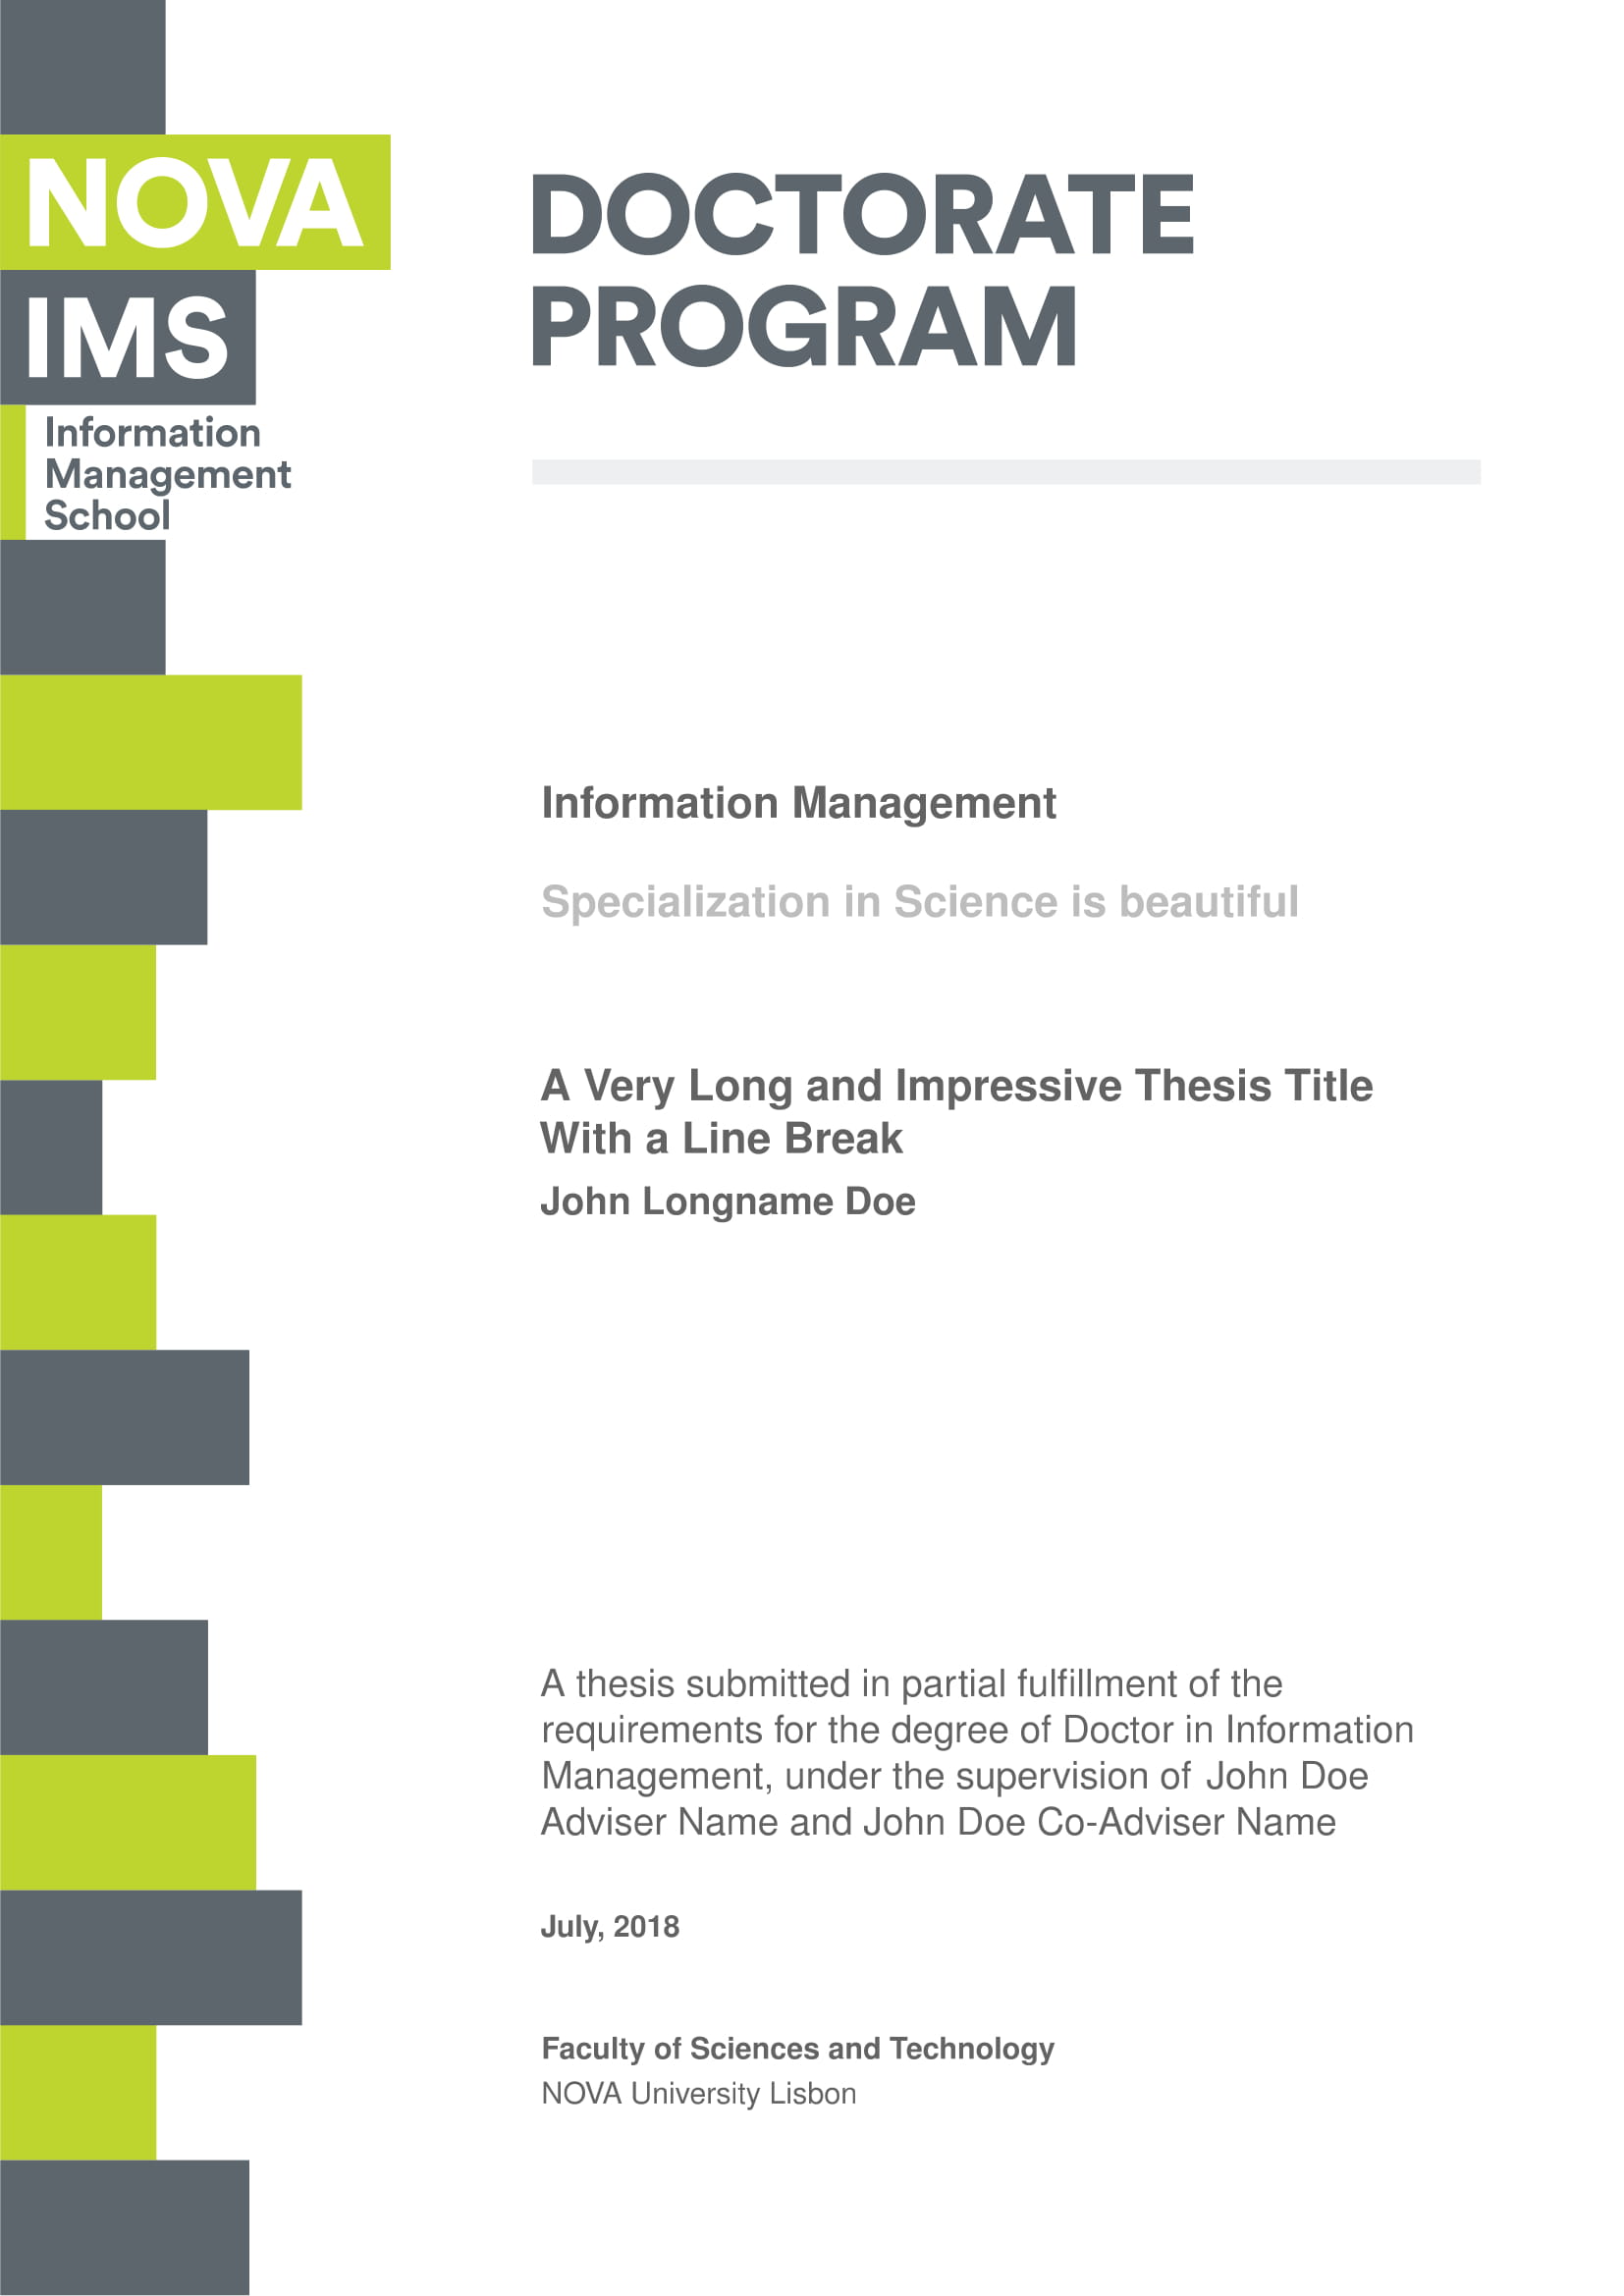 NOVA
IMS
Information
Management
School
DOCTORATE
PROGRAM
Information Management
Specialization in Science is beautiful
A Very Long and Impressive Thesis Title
With a Line Break
John Longname Doe
A thesis submitted in partial fulfillment of the
requirements for the degree of Doctor in Information
Management, under the supervision of John Doe
Adviser Name and John Doe Co-Adviser Name
July, 2018
Faculty of Sciences and Technology
NOVA University Lisbon